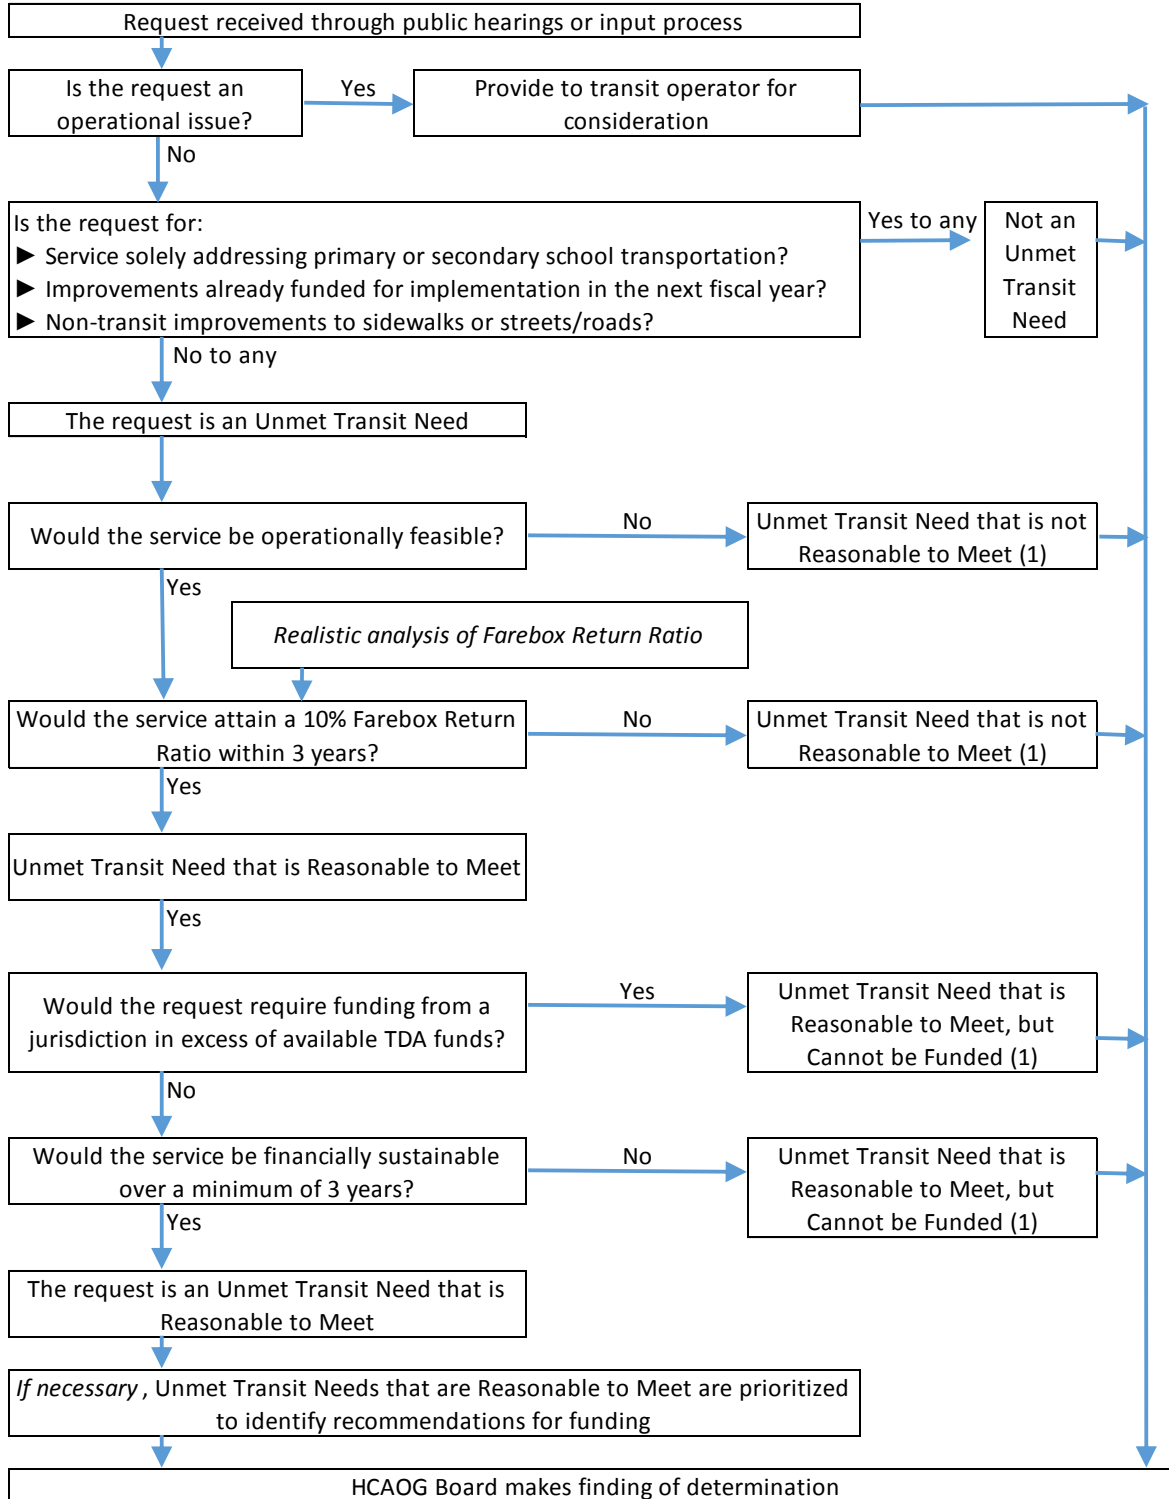 Request received through public hearings or input process
Is the request an
operational issue?
Yes
Provide to transit operator for
consideration
No
Is the request for:
► Service solely addressing primary or secondary school transportation?
► Improvements already funded for implementation in the next fiscal year?
► Non-transit improvements to sidewalks or streets/roads?
Yes to any
Not an
Unmet
Transit
Need
No to any
The request is an Unmet Transit Need
Would the service be operationally feasible?
No
Unmet Transit Need that is not
Reasonable to Meet (1)
Yes
Realistic analysis of Farebox Return Ratio
Would the service attain a 10% Farebox Return
Ratio within 3 years?
No
Unmet Transit Need that is not
Reasonable to Meet (1)
Yes
Unmet Transit Need that is Reasonable to Meet
Yes
Would the request require funding from a
jurisdiction in excess of available TDA funds?
Yes
Unmet Transit Need that is
Reasonable to Meet, but
Cannot be Funded (1)
No
Would the service be financially sustainable
over a minimum of 3 years?
No
Unmet Transit Need that is
Reasonable to Meet, but
Cannot be Funded (1)
Yes
The request is an Unmet Transit Need that is
Reasonable to Meet
If necessary , Unmet Transit Needs that are Reasonable to Meet are prioritized
to identify recommendations for funding
HCAOG Board makes finding of determination